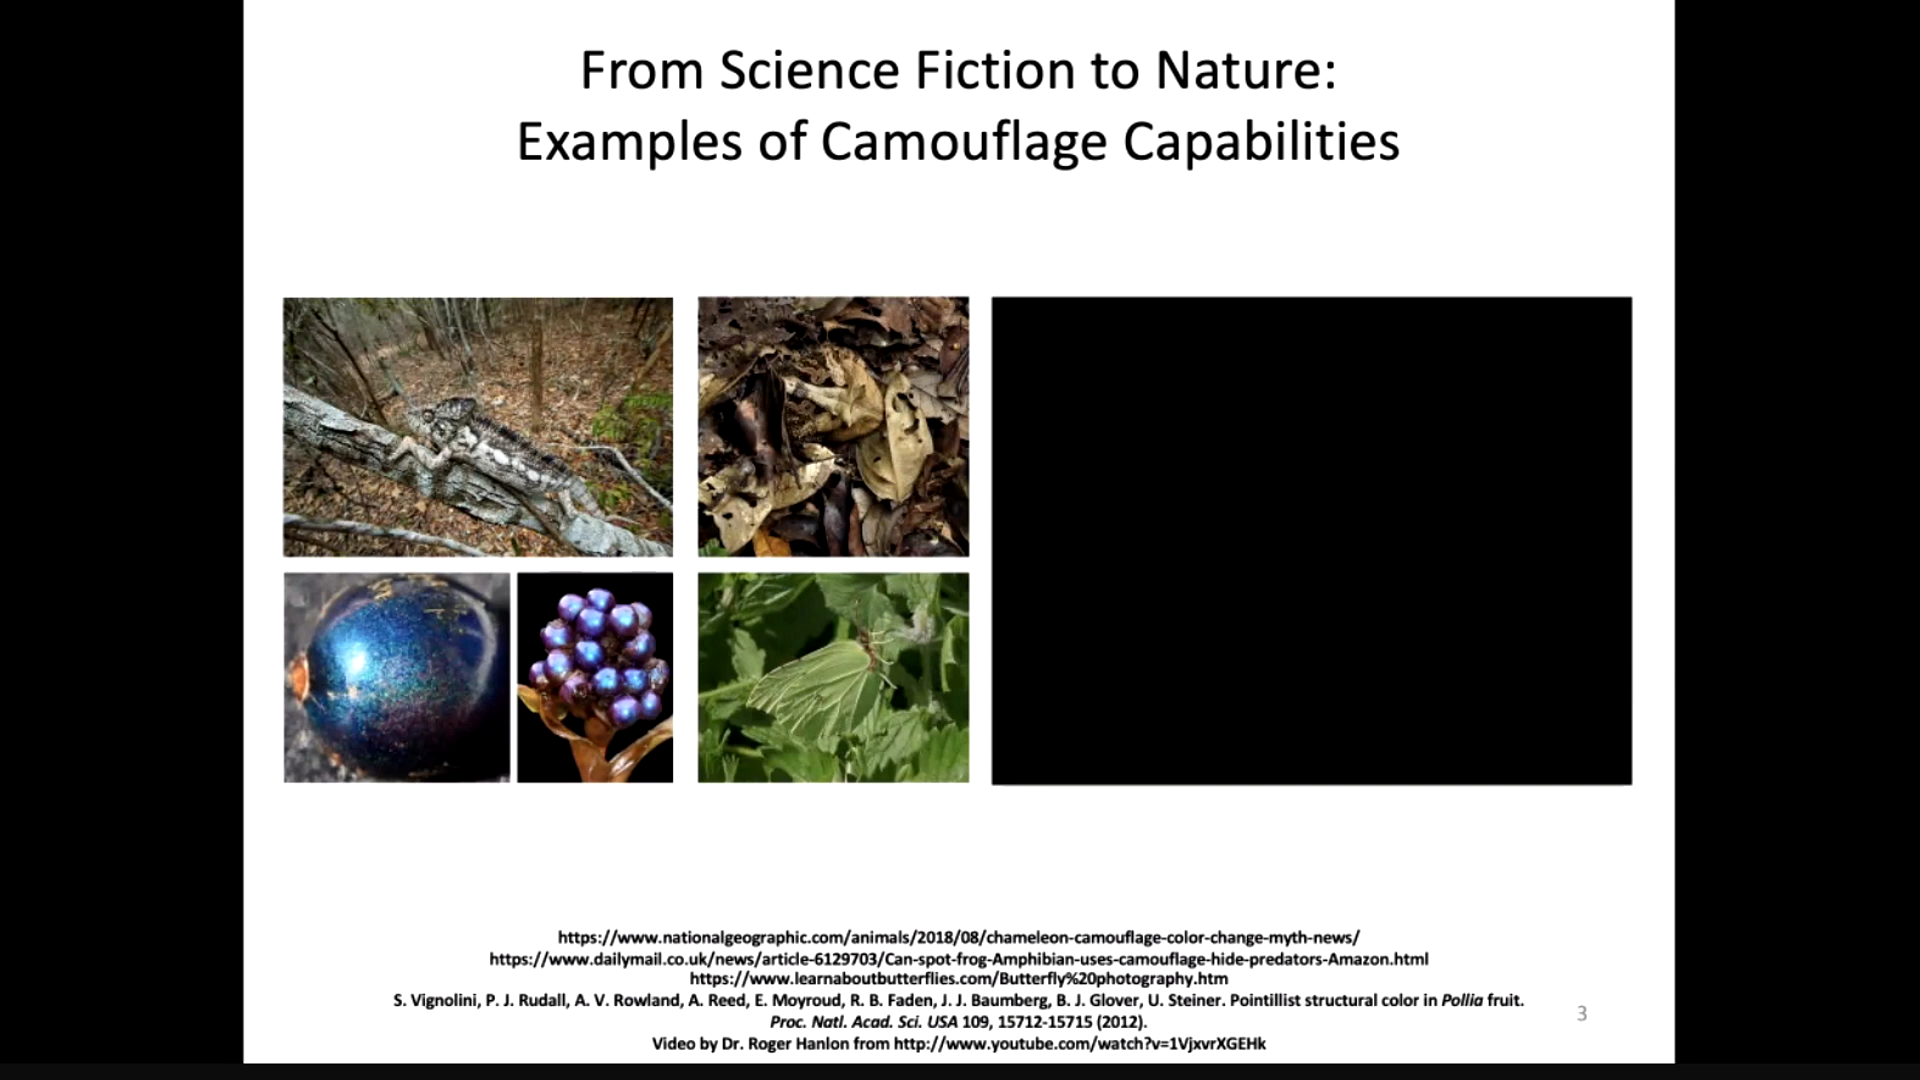 From Science Fiction to Nature:
Examples of Camouflage Capabilities
https://www.nationalgeographic.com/animals/2018/08/chameleon-camouflage-color-change-myth-news/
https://www.dailymail.co.uk/news/article-6129703/Can-spot-frog-Amphibian-uses-camouflage-hide-predators-Amazon.html
https://www.learnaboutbutterflies.com/Butterfly%20photography.htm
S. Vignolini, P. J. Rudall, A. V. Rowland, A. Reed, E. Moyroud, R. B. Faden, J. J. Baumberg, B. J. Glover, U. Steiner. Pointillist structural color in Pollia fruit.
Proc. Natl. Acad. Sci. USA 109, 15712-15715 (2012).
Video by Dr. Roger Hanlon from http://www.youtube.com/watch?v=1VjxvrXGEHk
3